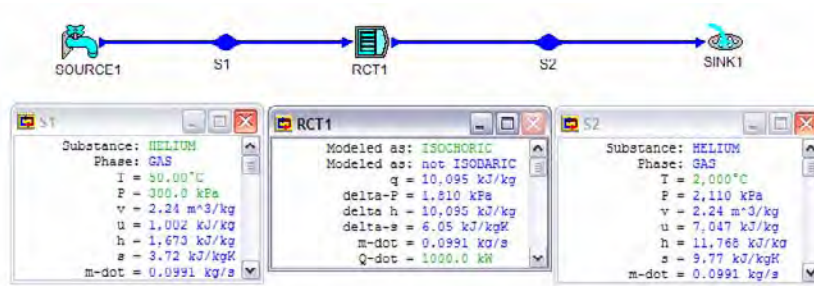 SOURCE1
S1
RCT1
S2
SINK1
S1
Substance: HELIUM
Phase: GAS
T = 50.00°C
P = 300.0 kPa
v = 2.24 m^3/kg
u = 1,002 kJ/kg
h = 1,673 kJ/kg
s = 3.72 kJ/kgK
m-dot = 0.0991 kg/s
RCT1
Modeled as: ISOCHORIC
Modeled as: not ISOBARIC
q = 10,095 kJ/kg
delta-P = 1,810 kPa
delta h = 10,095 kJ/kg
delta-s = 6.05 kJ/kgK
m-dot = 0.0991 kg/s
Q-dot = 1000.0 kW
S2
Substance: HELIUM
Phase: GAS
T = 2,000°C
P = 2,110 kPa
v = 2.24 m^3/kg
u = 7,047 kJ/kg
h = 11,768 kJ/kg
s = 9.77 kJ/kgK
m-dot = 0.0991 kg/s